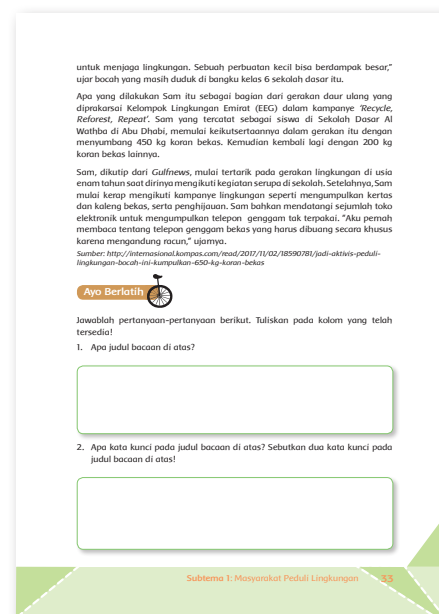 untuk menjaga lingkungan. Sebuah perbuatan kecil bisa berdampak besar,"
ujar bocah yang masih duduk di bangku kelas 6 sekolah dasar itu.
Apa yang dilakukan Sam itu sebagai bagian dari gerakan daur ulang yang
diprakarsai Kelompok Lingkungan Emirat (EEG) dalam kampanye 'Recycle,
Reforest, Repeat'. Sam yang tercatat sebagai siswa di Sekolah Dasar Al
Wathba di Abu Dhabi, memulai keikutsertaannya dalam gerakan itu dengan
menyumbang 450 kg koran bekas. Kemudian kembali lagi dengan 200 kg
koran bekas lainnya.
Sam, dikutip dari Gulfnews, mulai tertarik pada gerakan lingkungan di usia
enam tahun saat dirinya mengikuti kegiatan serupa di sekolah. Setelahnya, Sam
mulai kerap mengikuti kampanye lingkungan seperti mengumpulkan kertas
dan kaleng bekas, serta penghijauan. Sam bahkan mendatangi sejumlah toko
elektronik untuk mengumpulkan telepon genggam tak terpakai. "Aku pernah
membaca tentang telepon genggam bekas yang harus dibuang secara khusus
karena mengandung racun," ujarnya.
Sumber: http://internasional.kompas.com/read/2017/11/02/18590781/jadi-aktivis-peduli-
lingkungan-bocah-ini-kumpulkan-650-kg-koran-bekas
Ayo Berlatih
Jawablah pertanyaan-pertanyaan berikut. Tuliskan pada kolom yang telah
tersedia!
1. Apa judul bacaan di atas?
2. Apa kata kunci pada judul bacaan di atas? Sebutkan dua kata kunci pada
judul bacaan di atas!
Subtema 1: Masyarakat Peduli Lingkungan 33